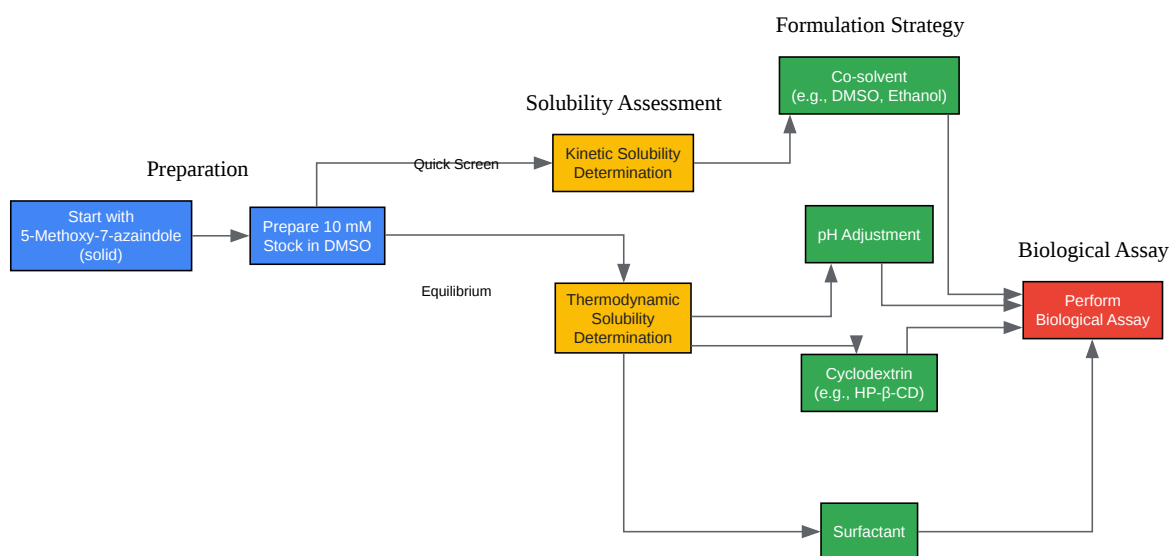 Formulation Strategy
Co-solvent
(e.g., DMSO, Ethanol)
Solubility Assessment
Kinetic Solubility
Determination
Quick Screen
Preparation
Start with
5-Methoxy-7-azaindole
(solid)
Prepare 10 mM
Stock in DMSO
pH Adjustment
Biological Assay
Equilibrium
Thermodynamic
Solubility
Determination
Perform
Biological Assay
Cyclodextrin
(e.g., HP-β-CD)
Surfactant